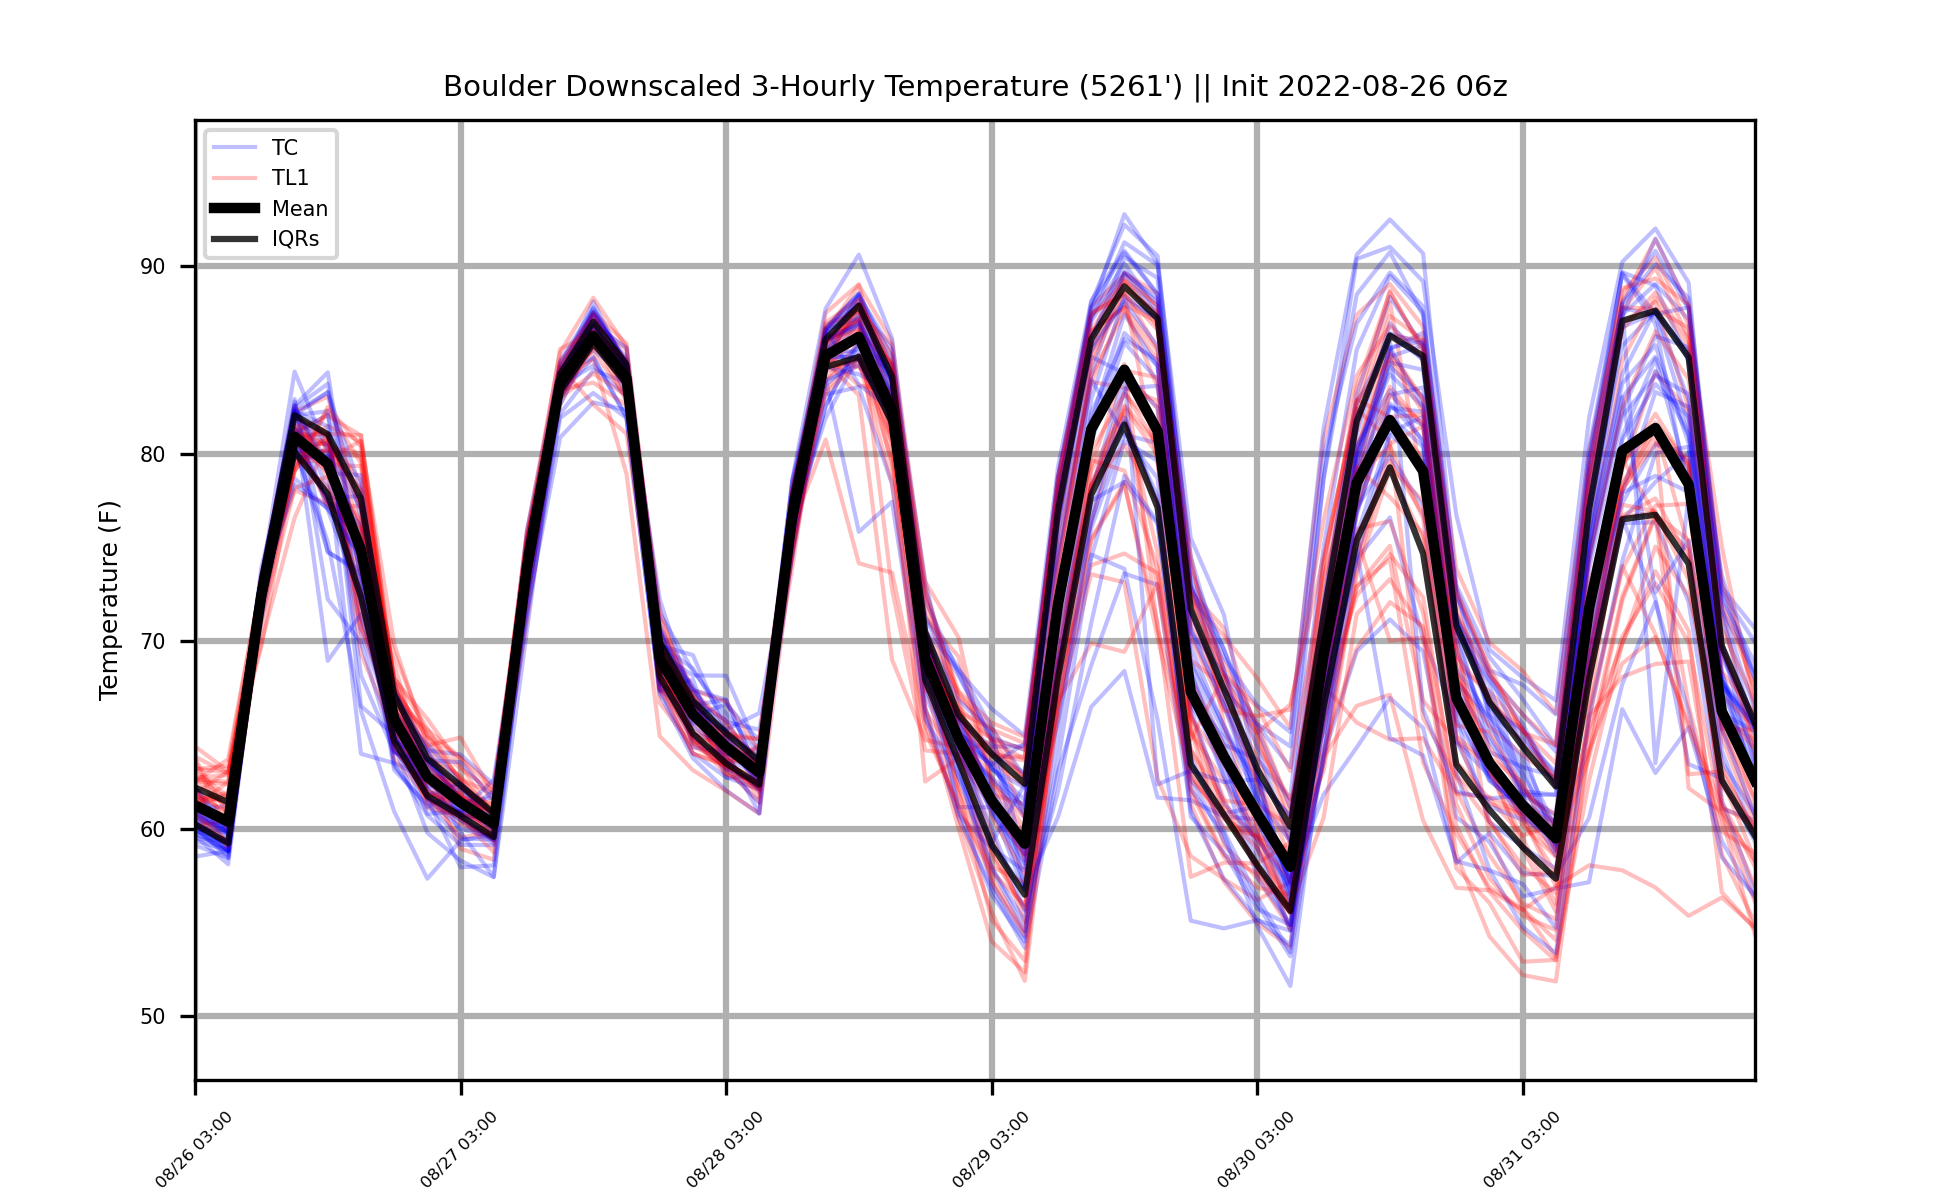 Boulder Downscaled 3-Hourly Temperature (5261') || Init 2022-08-26 06z
TC
TL1
Mean
IQRs
Temperature (F)
90
80
70
60
50
08/26 03:00
08/27 03:00
08/28 03:00
08/29 03:00
08/30 03:00
08/31 03:00